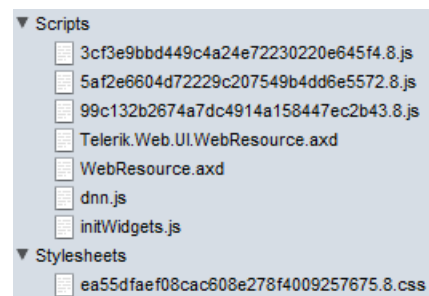 Scripts
3cf3e9bbd449c4a24e72230220e645f4.8.js
5af2e6604d72229c207549b4dd6e5572.8.js
99c132b2674a7dc4914a158447ec2b43.8.js
Telerik.Web.UI.WebResource.axd
WebResource.axd
dnn.js
initWidgets.js
Stylesheets
ea55dfaef08cac608e278f4009257675.8.css